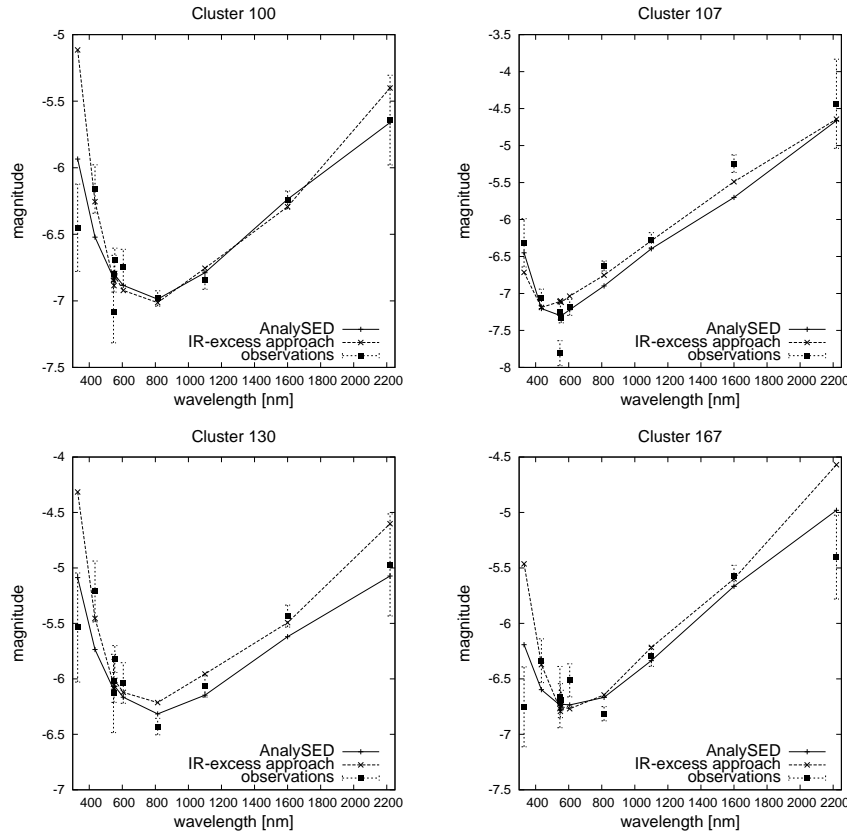 Cluster 100
-5
-5.5
-6
-6.5
-7
-7.5
magnitude
400 600 800 1000 1200 1400 1600 1800 2000 2200
wavelength [nm]
AnalySED
IR-excess approach
observations
Cluster 107
-3.5
-4
-4.5
-5
-5.5
-6
-6.5
-7
-7.5
-8
magnitude
400 600 800 1000 1200 1400 1600 1800 2000 2200
wavelength [nm]
AnalySED
IR-excess approach
observations
Cluster 130
-4
-4.5
-5
-5.5
-6
-6.5
-7
magnitude
400 600 800 1000 1200 1400 1600 1800 2000 2200
wavelength [nm]
AnalySED
IR-excess approach
observations
Cluster 167
-4.5
-5
-5.5
-6
-6.5
-7
-7.5
magnitude
400 600 800 1000 1200 1400 1600 1800 2000 2200
wavelength [nm]
AnalySED
IR-excess approach
observations